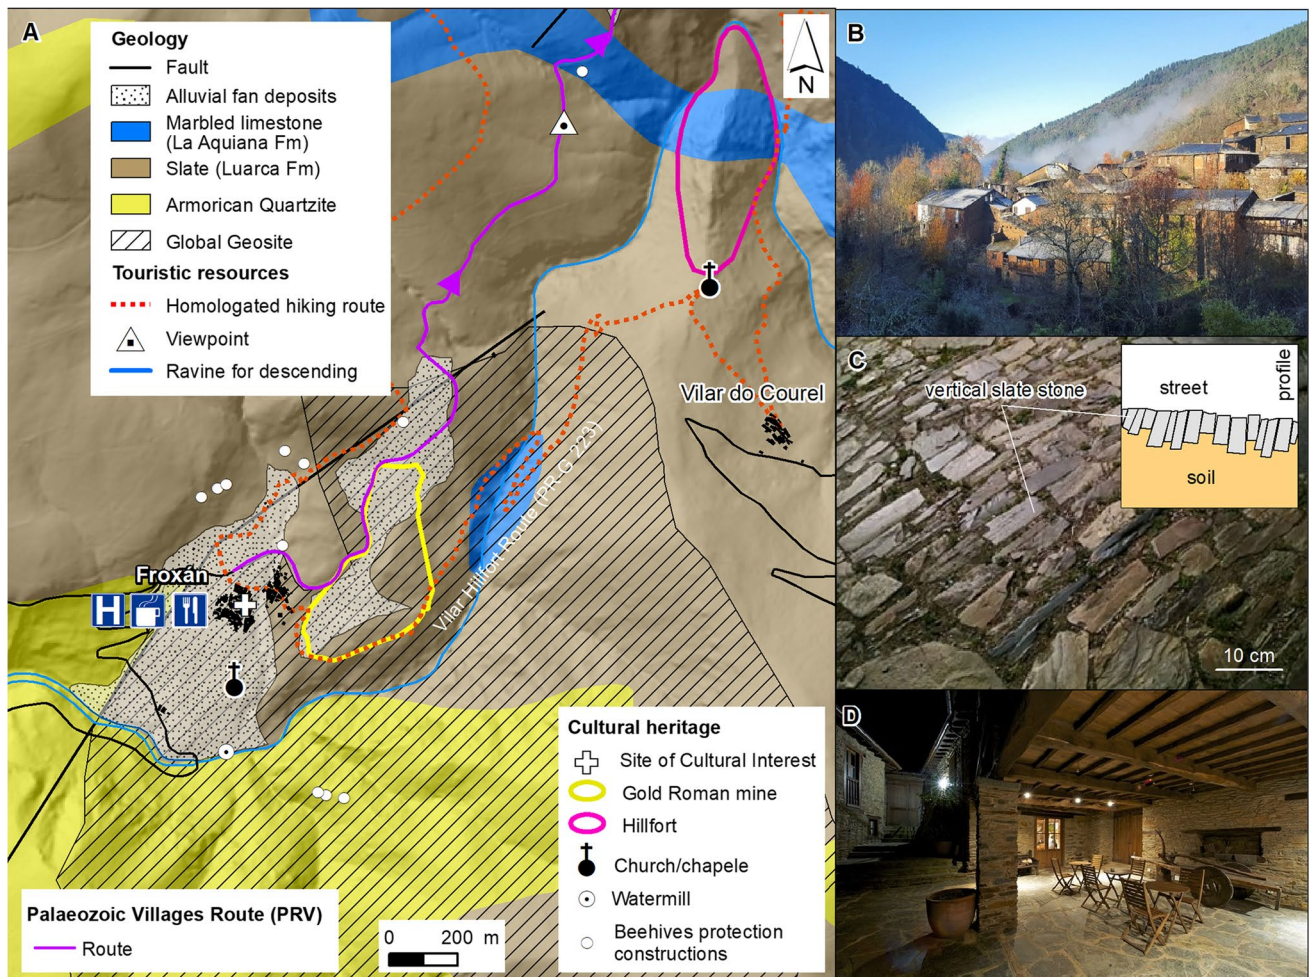 A
Geology
Fault
Alluvial fan deposits
Marbled limestone
(La Aquiana Fm)
Slate (Luarca Fm)
Armorican Quartzite
Global Geosite
Touristic resources
Homologated hiking route
Viewpoint
Ravine for descending
N
Vilar do Courel
Vilar Hillfort Route (PR-G 223)
Froxán
H
Cultural heritage
Site of Cultural Interest
Gold Roman mine
Hillfort
Church/chapele
Watermill
Beehives protection
constructions
Palaeozoic Villages Route (PRV)
Route
0 200 m
B
C
vertical slate stone
street
profile
soil
10 cm
D